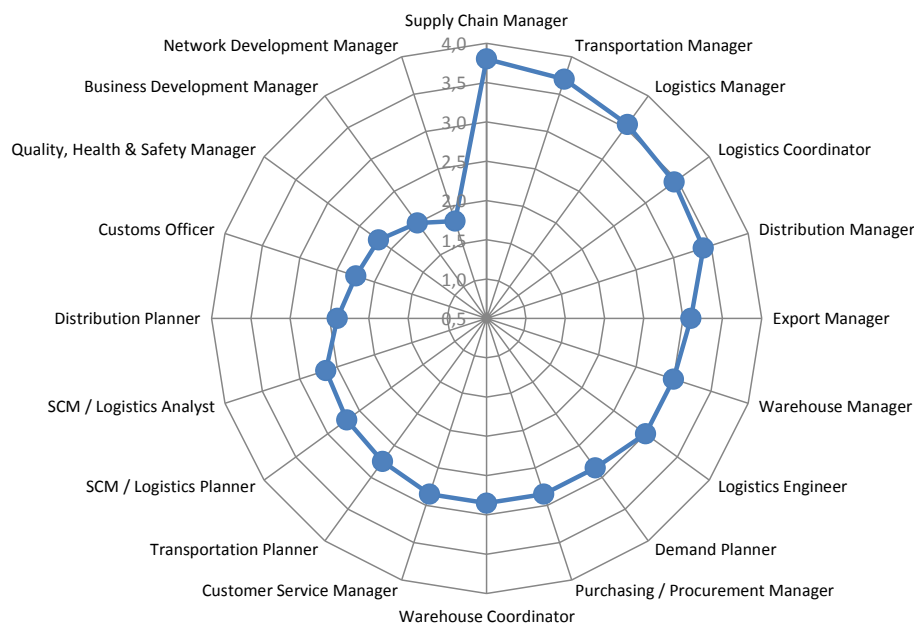 Supply Chain Manager
Network Development Manager
4,0
Transportation Manager
Business Development Manager
3,5
Logistics Manager
3,0
Quality, Health & Safety Manager
2,5
Logistics Coordinator
2,0
Customs Officer
1,5
Distribution Manager
1,0
Distribution Planner
0,5
Export Manager
SCM / Logistics Analyst
Warehouse Manager
SCM / Logistics Planner
Logistics Engineer
Transportation Planner
Demand Planner
Customer Service Manager
Purchasing / Procurement Manager
Warehouse Coordinator